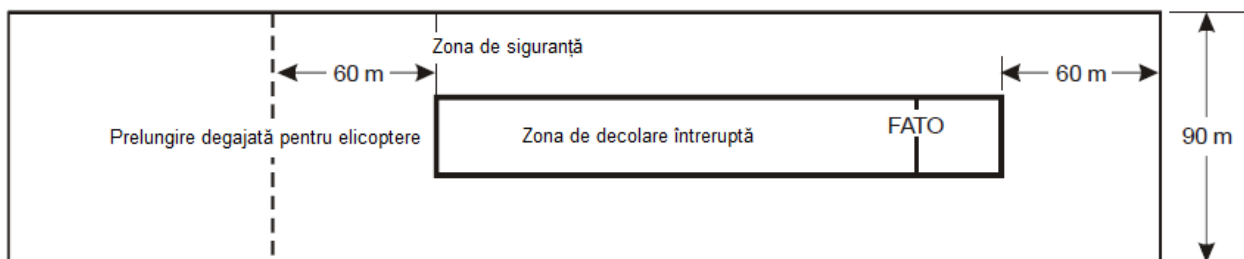 Zona de siguranță
60 m
60 m
Prelungire degajată pentru elicoptere
Zona de decolare întreruptă
FATO
90 m